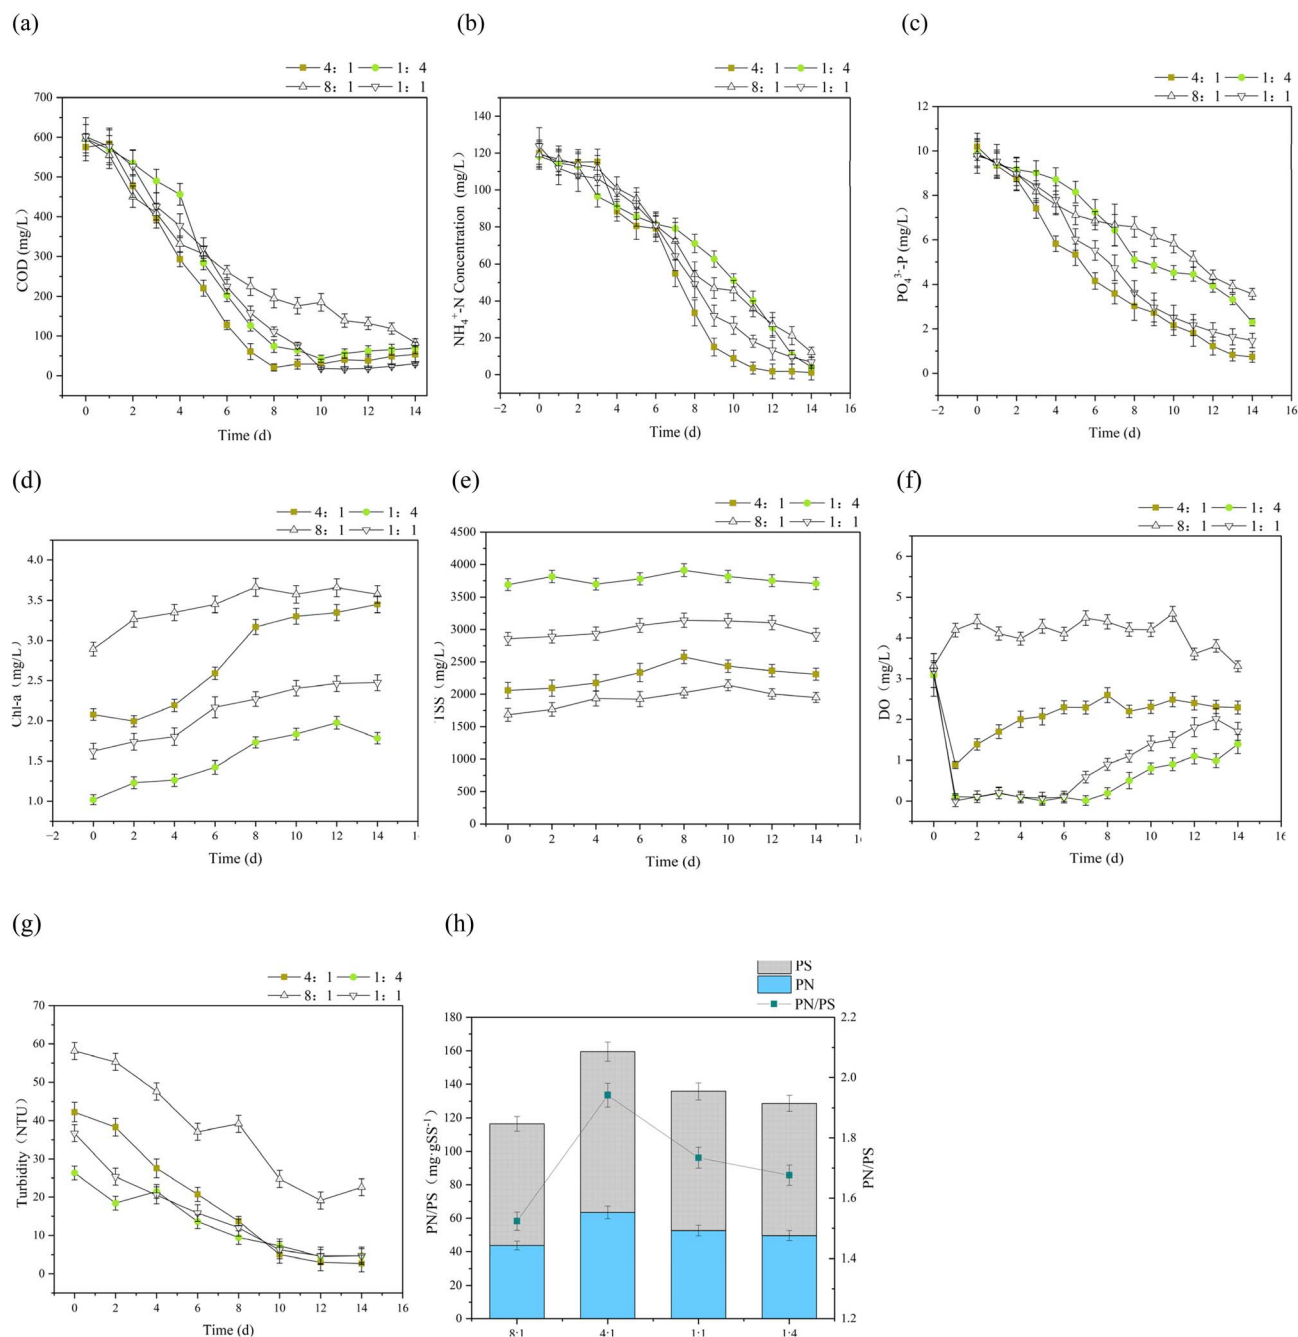 (a)
4：1 1：4
8：1 1：1
700
600
500
400
300
200
100
0
COD (mg/L)
0 2 4 6 8 10 12 14
Time (d)
(b)
4：1 1：4
8：1 1：1
140
120
100
80
60
40
20
0
NH₄⁺-N Concentration (mg/L)
−2 0 2 4 6 8 10 12 14 16
Time (d)
(c)
4：1 1：4
8：1 1：1
12
10
8
6
4
2
0
PO₄³⁻-P (mg/L)
−2 0 2 4 6 8 10 12 14 16
Time (d)
(d)
4：1 1：4
8：1 1：1
4.0
3.5
3.0
2.5
2.0
1.5
1.0
Chl-a（mg/L）
−2 0 2 4 6 8 10 12 14
Time (d)
(e)
4：1 1：4
8：1 1：1
4500
4000
3500
3000
2500
2000
1500
1000
500
0
TSS（mg/L）
0 2 4 6 8 10 12 14
Time (d)
(f)
4：1 1：4
8：1 1：1
6
5
4
3
2
1
0
DO（mg/L）
0 2 4 6 8 10 12 14 16
Time (d)
(g)
4：1 1：4
8：1 1：1
70
60
50
40
30
20
10
0
Turbidity（NTU）
0 2 4 6 8 10 12 14 16
Time (d)
(h)
PS
PN
PN/PS
180
160
140
120
100
80
60
40
20
0
PN/PS（mg·gSS⁻¹）
2.2
2.0
1.8
1.6
1.4
1.2
PN/PS
8:1 4:1 1:1 1:4